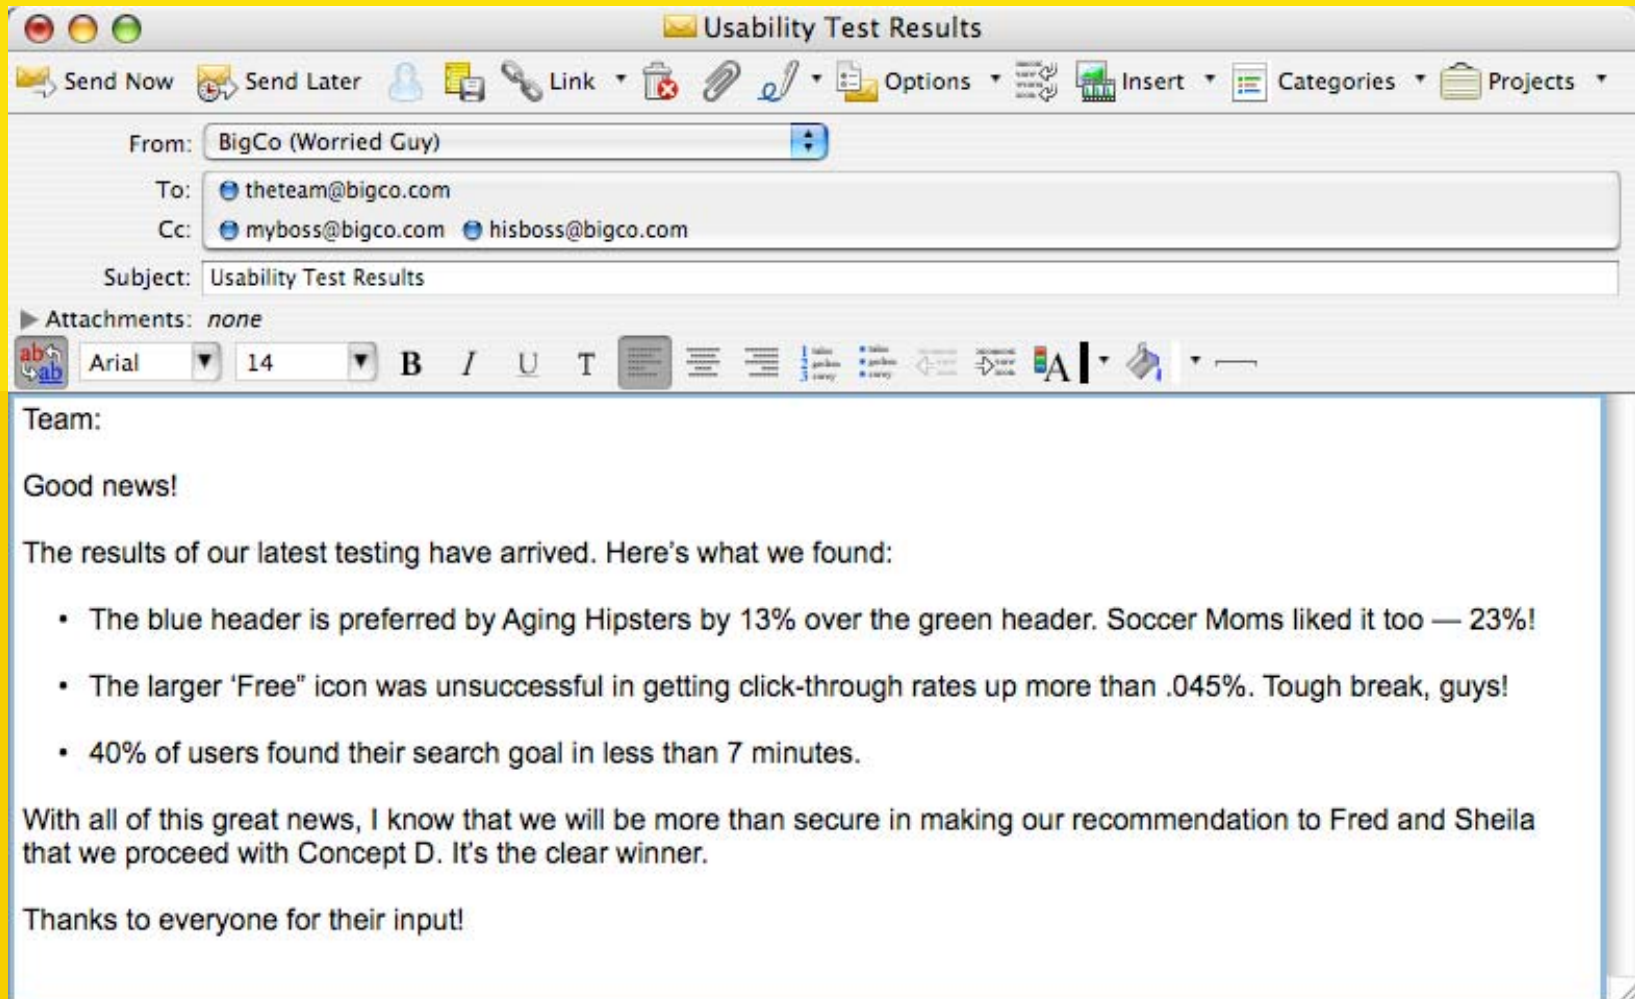 Usability Test Results
Send Now Send Later Link Options Insert Categories Projects
From: BigCo (Worried Guy)
To: theteam@bigco.com
Cc: myboss@bigco.com hisboss@bigco.com
Subject: Usability Test Results
Attachments: none
ab ab Arial 14 B I U T A
Team:
Good news!
The results of our latest testing have arrived. Here’s what we found:
• The blue header is preferred by Aging Hipsters by 13% over the green header. Soccer Moms liked it too — 23%!
• The larger ‘Free” icon was unsuccessful in getting click-through rates up more than .045%. Tough break, guys!
• 40% of users found their search goal in less than 7 minutes.
With all of this great news, I know that we will be more than secure in making our recommendation to Fred and Sheila
that we proceed with Concept D. It’s the clear winner.
Thanks to everyone for their input!